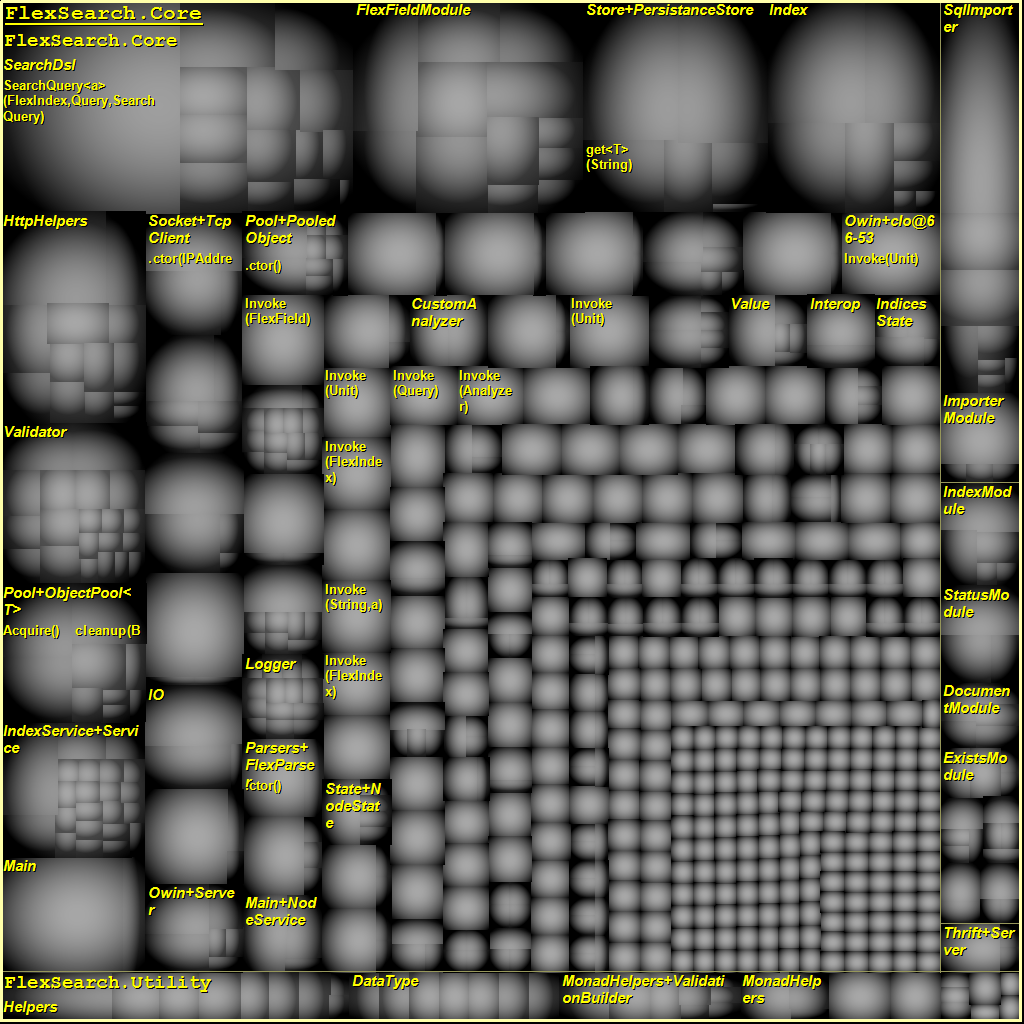 FlexSearch.Core
FlexSearch.Core
SearchDsl
SearchQuery<a>
(FlexIndex,Query,Search
Query)
FlexFieldModule
Store+PersistanceStore
get<T>
(String)
Index
SqlImport
er
HttpHelpers
Socket+Tcp
Client
.ctor(IPAddre
Pool+Pooled
Object
.ctor()
Owin+clo@6
6-53
Invoke(Unit)
Invoke
(FlexField)
CustomA
nalyzer
Invoke
(Unit)
Value
Interop
Indices
State
Invoke
(Unit)
Invoke
(Query)
Invoke
(Analyze
r)
Importer
Module
Validator
Invoke
(FlexInde
x)
IndexMod
ule
Pool+ObjectPool<
T>
Acquire()
cleanup(B
Invoke
(String,a)
StatusMo
dule
Logger
Invoke
(FlexInde
x)
IO
Documen
tModule
IndexService+Servi
ce
Parsers+
FlexParse
r
.ctor()
State+N
odeStat
e
ExistsMo
dule
Main
Owin+Serve
r
Main+Nod
eService
Thrift+Ser
ver
FlexSearch.Utility
Helpers
DataType
MonadHelpers+Validati
onBuilder
MonadHelp
ers